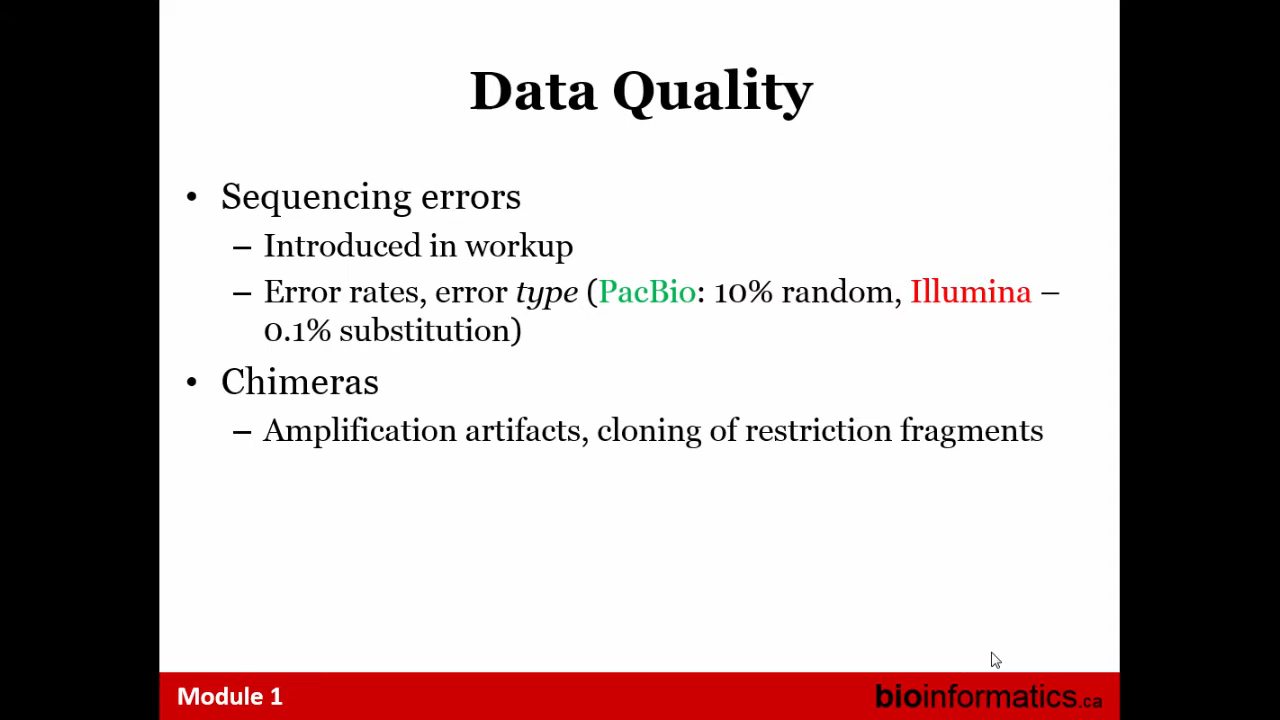 Data Quality
• Sequencing errors
– Introduced in workup
– Error rates, error type (PacBio: 10% random, Illumina –
0.1% substitution)
• Chimeras
– Amplification artifacts, cloning of restriction fragments
Module 1
bioinformatics.ca